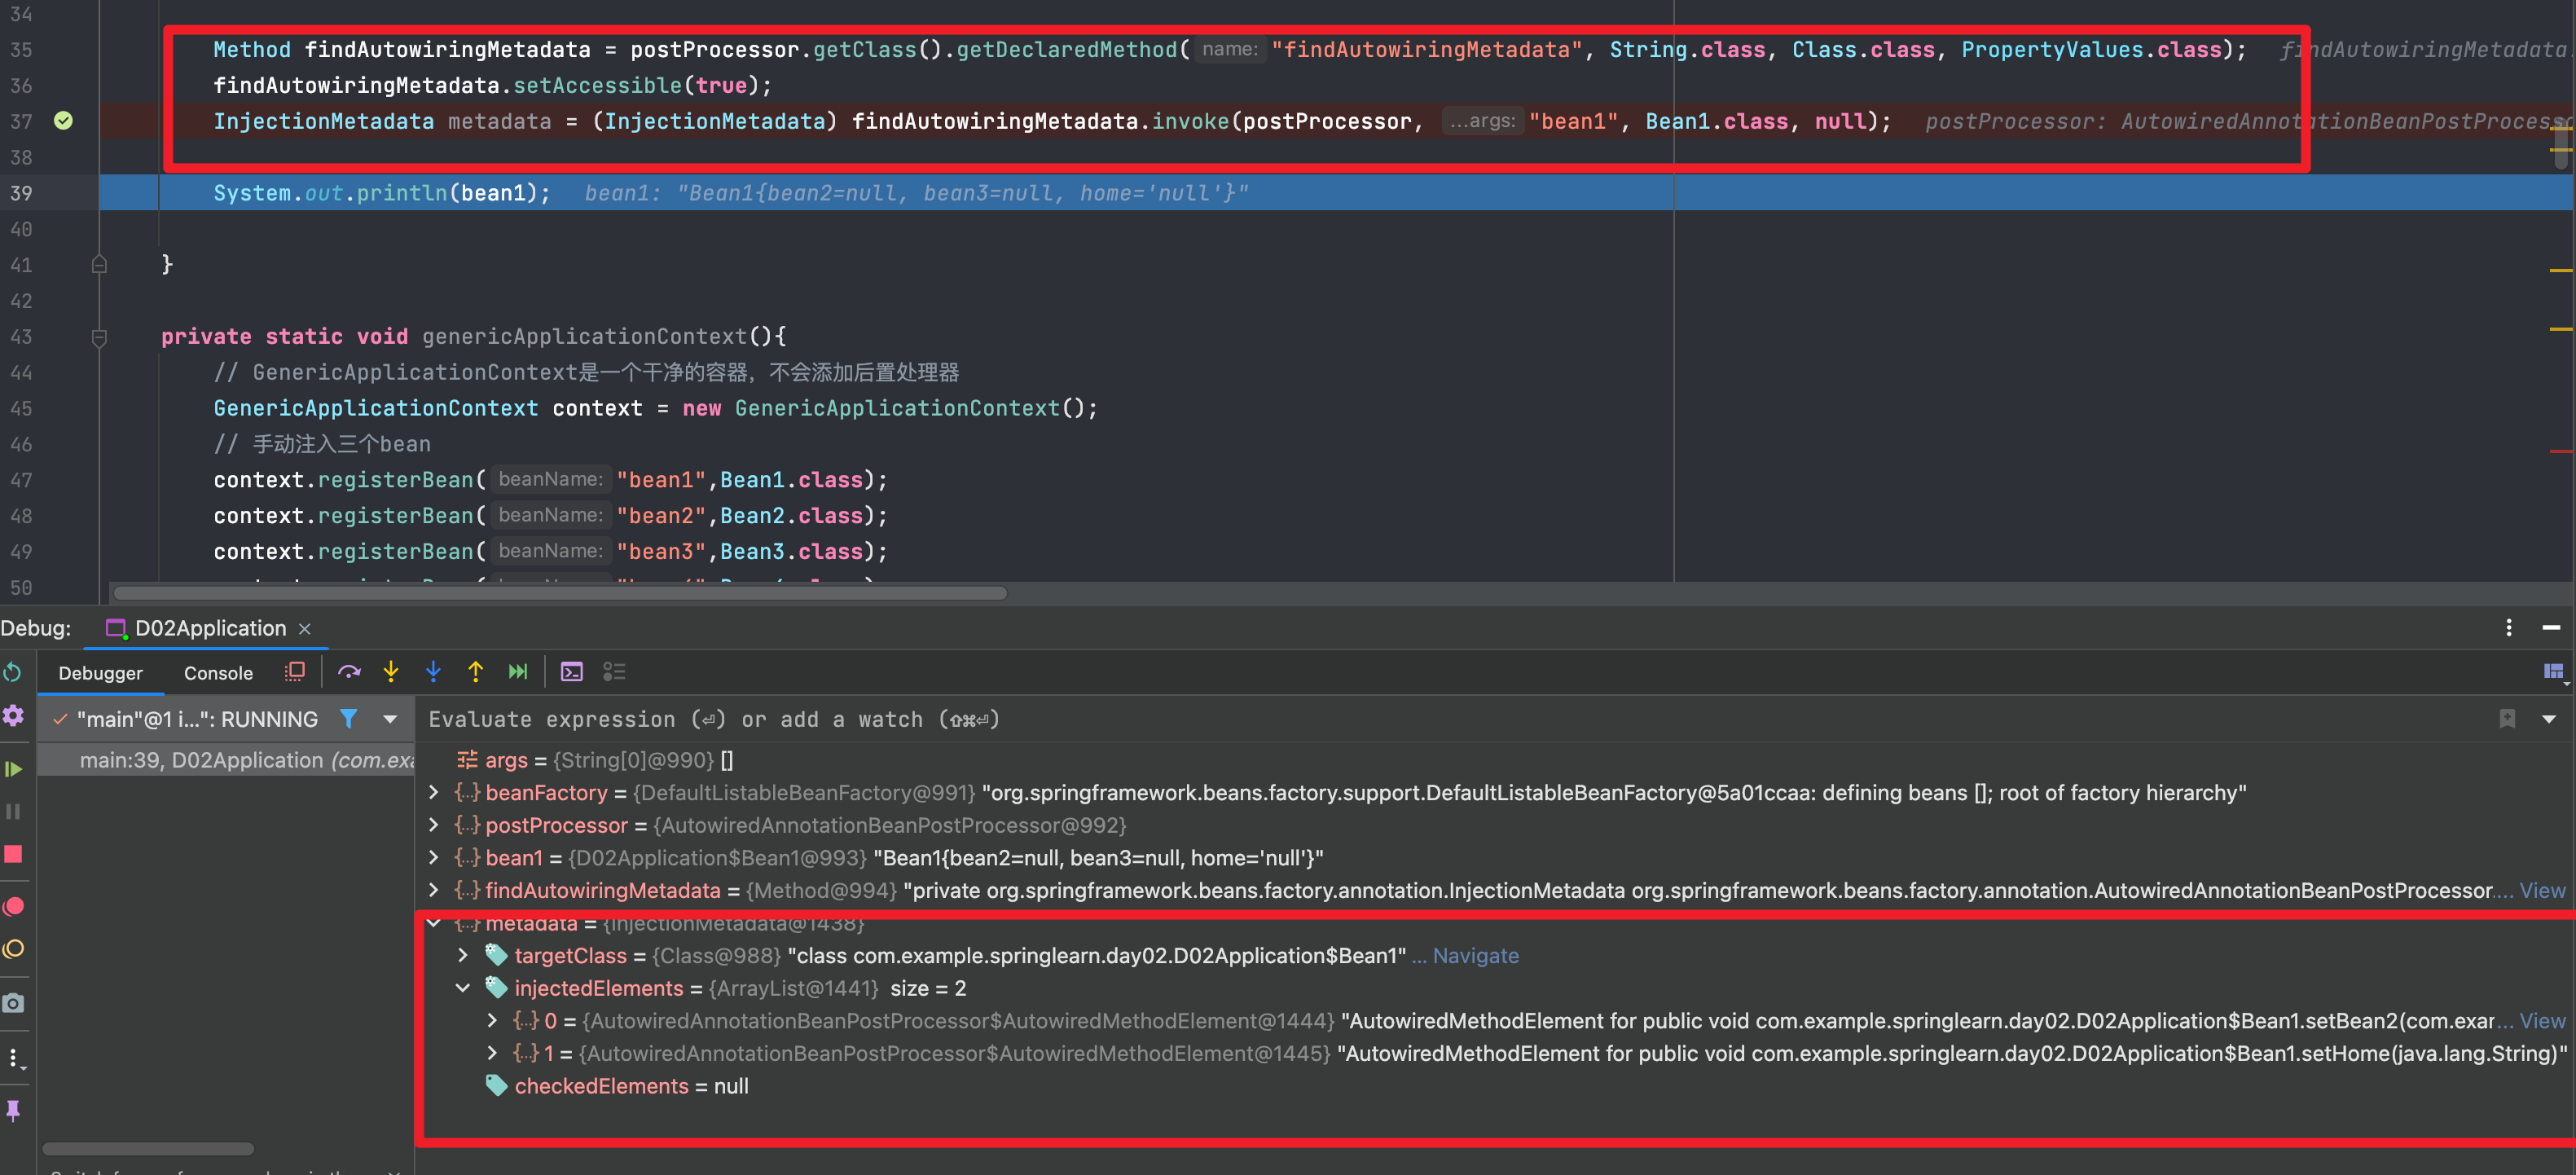 34
35 Method findAutowiringMetadata = postProcessor.getClass().getDeclaredMethod( name: "findAutowiringMetadata", String.class, Class.class, PropertyValues.class); findAutowiringMetadata
36 findAutowiringMetadata.setAccessible(true);
37 InjectionMetadata metadata = (InjectionMetadata) findAutowiringMetadata.invoke(postProcessor, ...args: "bean1", Bean1.class, null); postProcessor: AutowiredAnnotationBeanPostProcesso
38
39 System.out.println(bean1); bean1: "Bean1{bean2=null, bean3=null, home='null'}"
40
41 }
42
43 private static void genericApplicationContext(){
44 // GenericApplicationContext是一个干净的容器，不会添加后置处理器
45 GenericApplicationContext context = new GenericApplicationContext();
46 // 手动注入三个bean
47 context.registerBean( beanName: "bean1",Bean1.class);
48 context.registerBean( beanName: "bean2",Bean2.class);
49 context.registerBean( beanName: "bean3",Bean3.class);
50
Debug: D02Application ×
Debugger Console
"main"@1 i...": RUNNING
Evaluate expression (⏎) or add a watch (⇧⌘⏎)
main:39, D02Application (com.exa
args = {String[0]@990} []
beanFactory = {DefaultListableBeanFactory@991} "org.springframework.beans.factory.support.DefaultListableBeanFactory@5a01ccaa: defining beans []; root of factory hierarchy"
postProcessor = {AutowiredAnnotationBeanPostProcessor@992}
bean1 = {D02Application$Bean1@993} "Bean1{bean2=null, bean3=null, home='null'}"
findAutowiringMetadata = {Method@994} "private org.springframework.beans.factory.annotation.InjectionMetadata org.springframework.beans.factory.annotation.AutowiredAnnotationBeanPostProcessor.... View
metadata = {InjectionMetadata@1438}
targetClass = {Class@988} "class com.example.springlearn.day02.D02Application$Bean1" ... Navigate
injectedElements = {ArrayList@1441} size = 2
0 = {AutowiredAnnotationBeanPostProcessor$AutowiredMethodElement@1444} "AutowiredMethodElement for public void com.example.springlearn.day02.D02Application$Bean1.setBean2(com.exar... View
1 = {AutowiredAnnotationBeanPostProcessor$AutowiredMethodElement@1445} "AutowiredMethodElement for public void com.example.springlearn.day02.D02Application$Bean1.setHome(java.lang.String)"
checkedElements = null